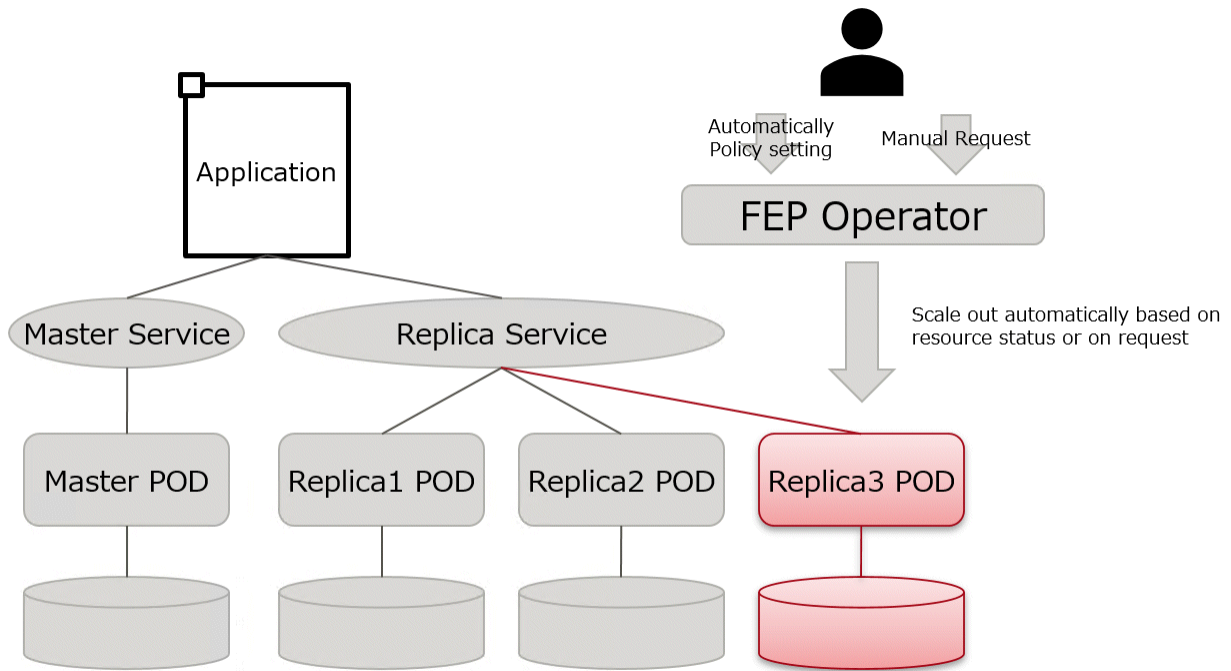 Application
Automatically
Policy setting
Manual Request
FEP Operator
Scale out automatically based on
resource status or on request
Master Service
Replica Service
Master POD
Replica1 POD
Replica2 POD
Replica3 POD